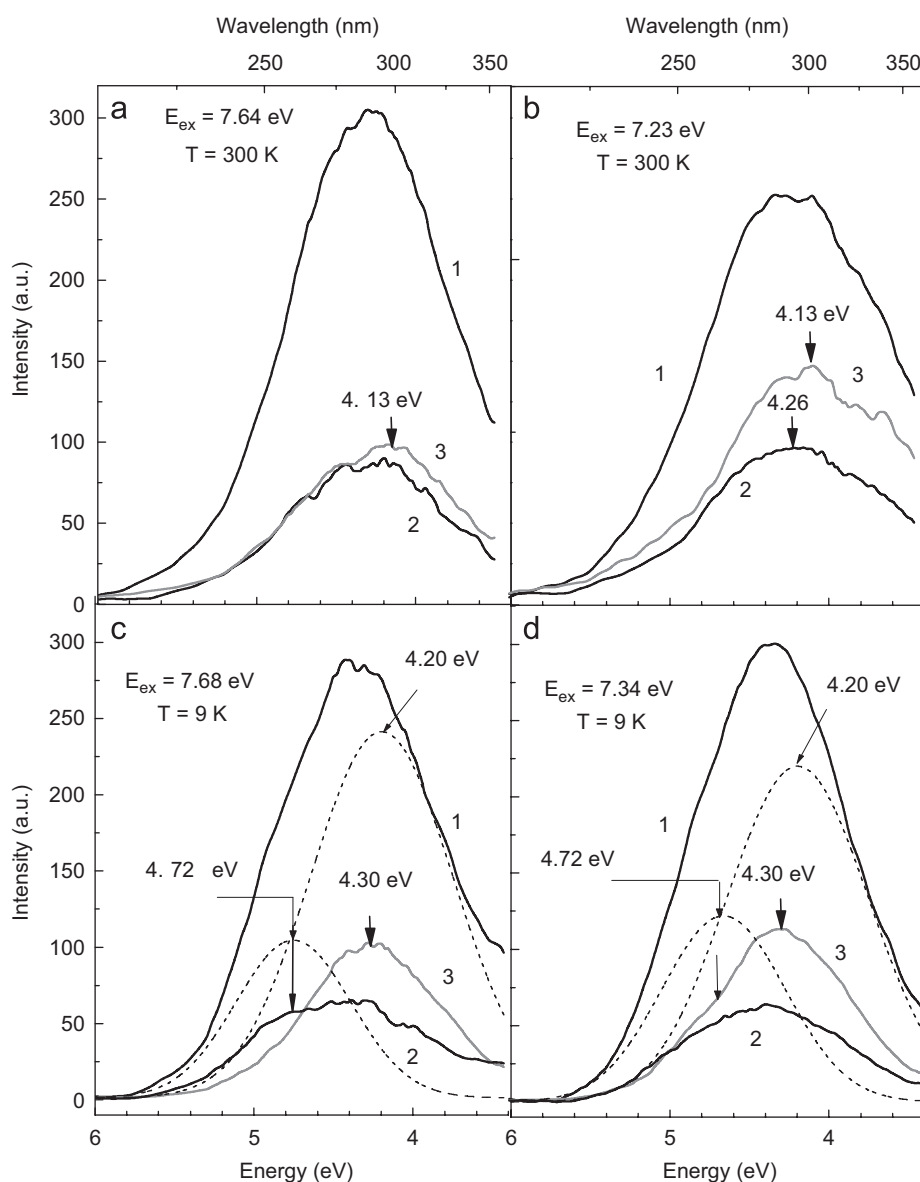 Wavelength (nm)
Wavelength (nm)
250
300
350
250
300
350
a
E_ex = 7.64 eV
T = 300 K
300
250
200
150
100
50
0
Intensity (a.u.)
1
4. 13 eV
3
2
b
E_ex = 7.23 eV
T = 300 K
1
4.13 eV
3
4.26
2
c
E_ex = 7.68 eV
T = 9 K
300
250
200
150
100
50
0
Intensity (a.u.)
4.20 eV
1
4. 72 eV
4.30 eV
3
2
6
5
4
Energy (eV)
d
E_ex = 7.34 eV
T = 9 K
4.20 eV
1
4.72 eV
4.30 eV
3
2
6
5
4
Energy (eV)